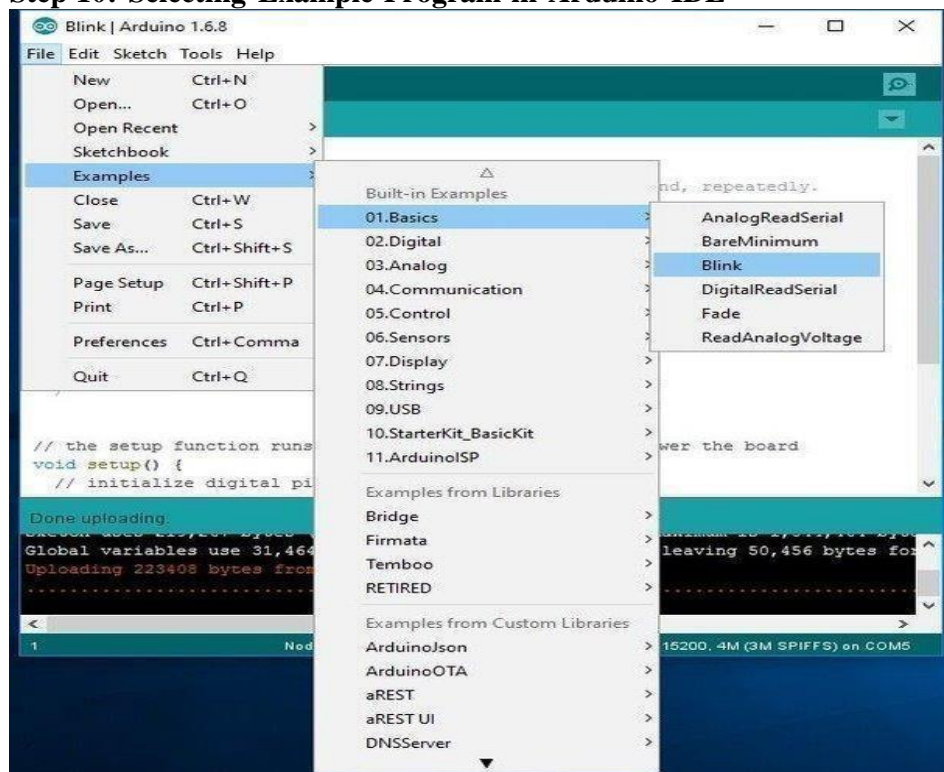 Step 10: Selecting Example Program in Arduino IDE
Blink | Arduino 1.6.8
File Edit Sketch Tools Help
New Ctrl+N
Open... Ctrl+O
Open Recent
Sketchbook
Examples
Close Ctrl+W
Save Ctrl+S
Save As... Ctrl+Shift+S
Page Setup Ctrl+Shift+P
Print Ctrl+P
Preferences Ctrl+Comma
Quit Ctrl+Q
Built-in Examples
01.Basics
02.Digital
03.Analog
04.Communication
05.Control
06.Sensors
07.Display
08.Strings
09.USB
10.StarterKit_BasicKit
11.ArduinoISP
Examples from Libraries
Bridge
Firmata
Temboo
RETIRED
Examples from Custom Libraries
ArduinoJson
ArduinoOTA
aREST
aREST UI
DNSServer
AnalogReadSerial
BareMinimum
Blink
DigitalReadSerial
Fade
ReadAnalogVoltage
nd, repeatedly.
// the setup function runs wer the board
void setup() {
// initialize digital pi
Done uploading.
Global variables use 31,464 leaving 50,456 bytes for
Uploading 223408 bytes from
1 Nod 15200, 4M (3M SPIFFS) on COM5